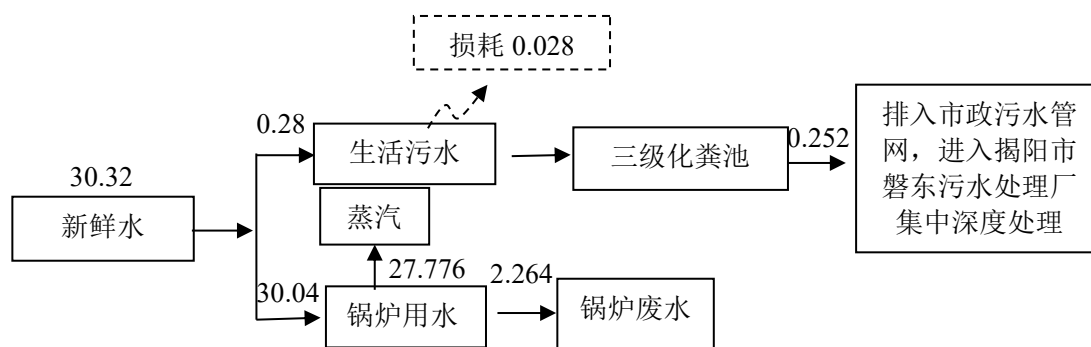 损耗 0.028
0.28
生活污水
三级化粪池
0.252
排入市政污水管
网，进入揭阳市
磐东污水处理厂
集中深度处理
30.32
新鲜水
蒸汽
27.776
30.04
锅炉用水
2.264
锅炉废水